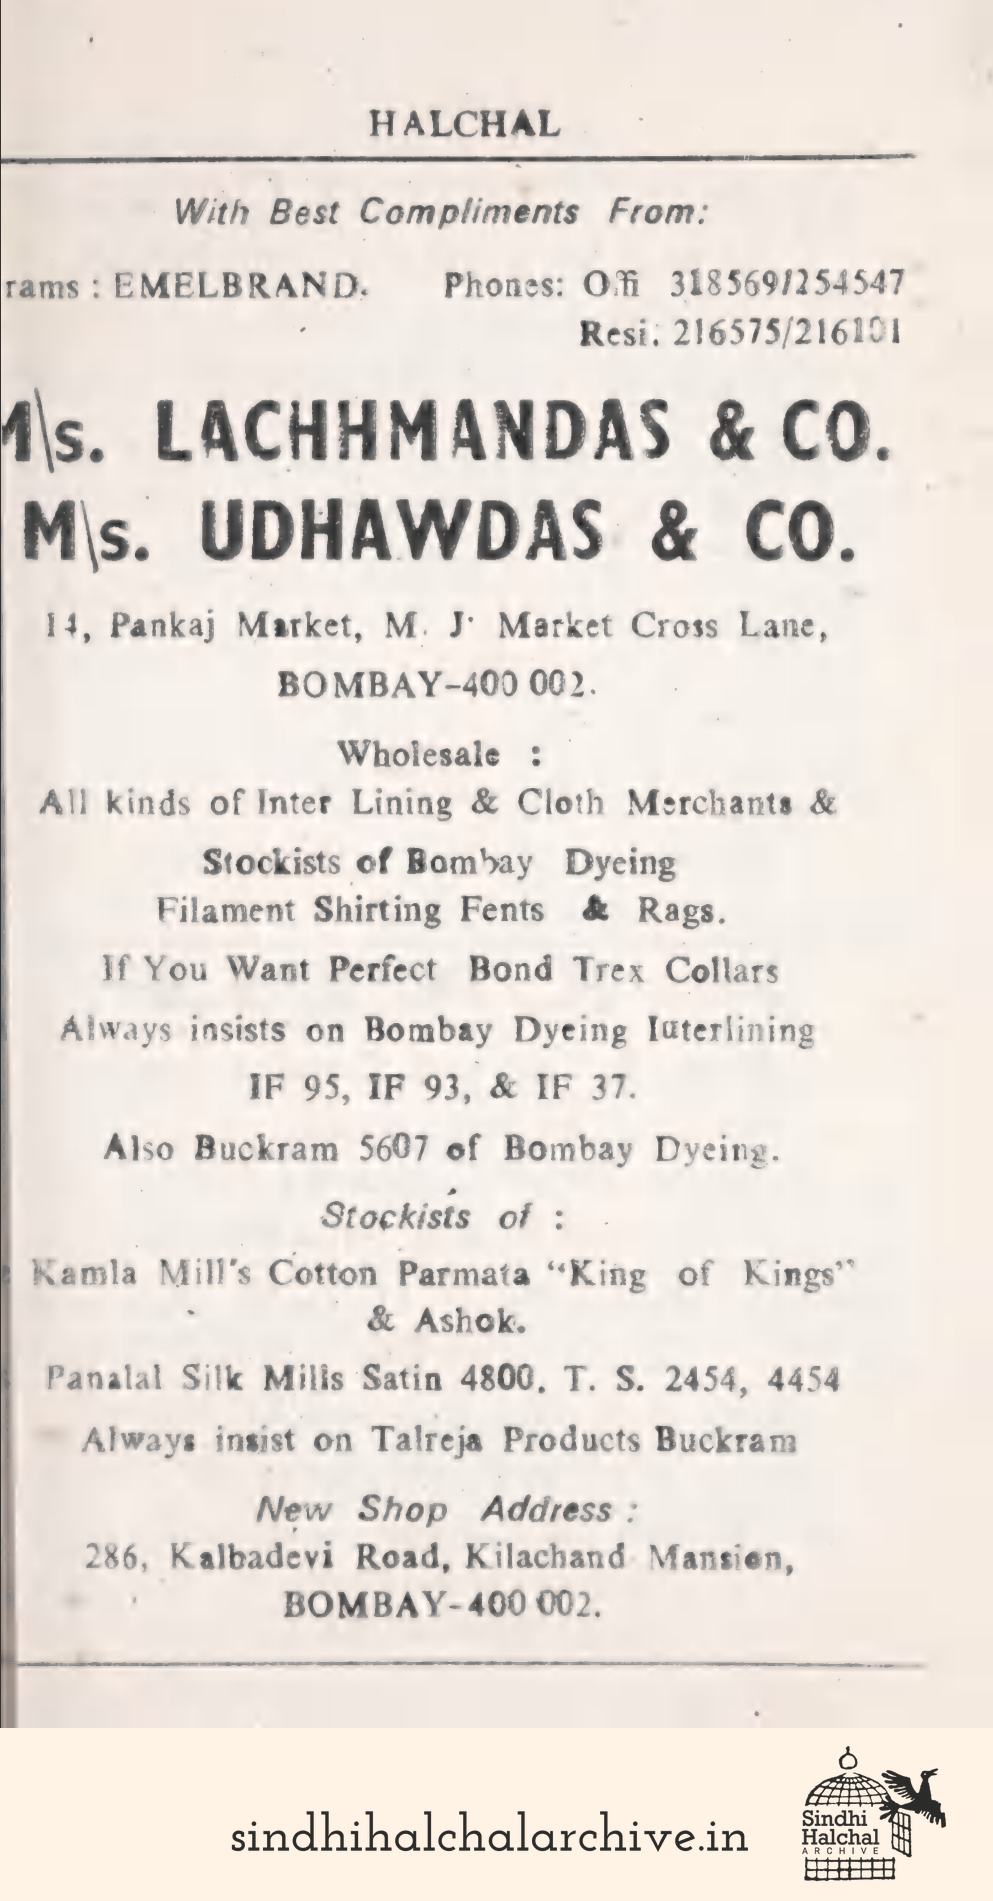 HALCHAL
With Best Compliments From:
rams : EMELBRAND. Phones: Offi 318569/254547
Resi. 216575/216101
M\s. LACHHMANDAS & CO.
M\s. UDHAWDAS & CO.
14, Pankaj Market, M. J. Market Cross Lane,
BOMBAY-400 002.
Wholesale :
All kinds of Inter Lining & Cloth Merchants &
Stockists of Bombay Dyeing
Filament Shirting Fents & Rags.
If You Want Perfect Bond Trex Collars
Always insists on Bombay Dyeing Iuterlining
IF 95, IF 93, & IF 37.
Also Buckram 5607 of Bombay Dyeing.
Stockists of :
Kamla Mill's Cotton Parmata "King of Kings"
& Ashok.
Panalal Silk Mills Satin 4800, T. S. 2454, 4454
Always insist on Talreja Products Buckram
New Shop Address :
286, Kalbadevi Road, Kilachand Mansion,
BOMBAY-400 002.
sindhihalchalarchive.in
Sindhi
Halchal
ARCHIVE